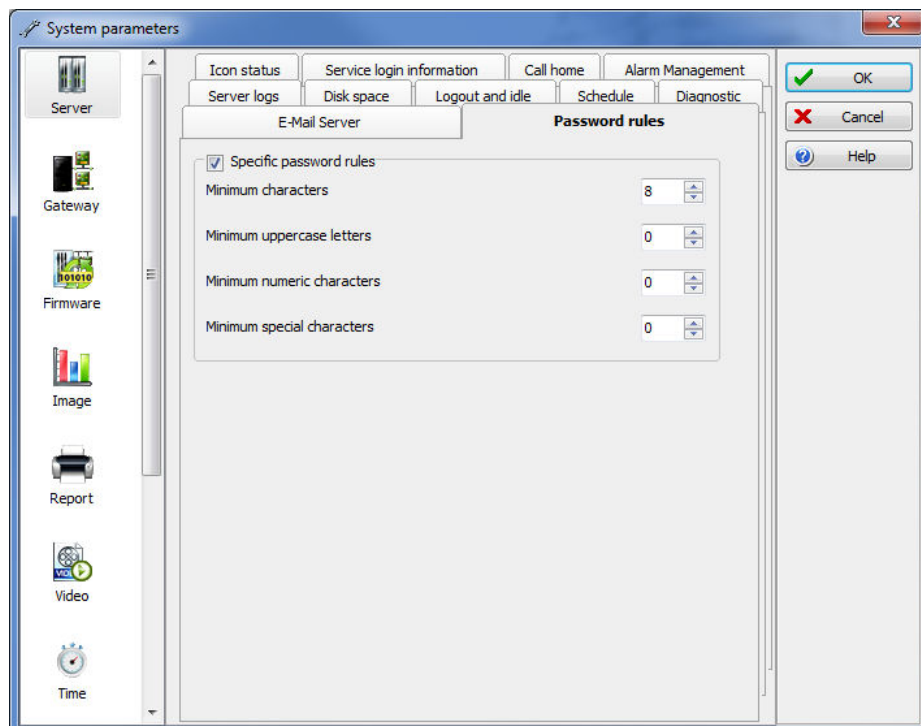 System parameters
Server
Gateway
101010
Firmware
Image
Report
VID
Video
Time
Icon status
Service login information
Call home
Alarm Management
Server logs
Disk space
Logout and idle
Schedule
Diagnostic
E-Mail Server
Password rules
Specific password rules
Minimum characters 8
Minimum uppercase letters 0
Minimum numeric characters 0
Minimum special characters 0
OK
Cancel
Help